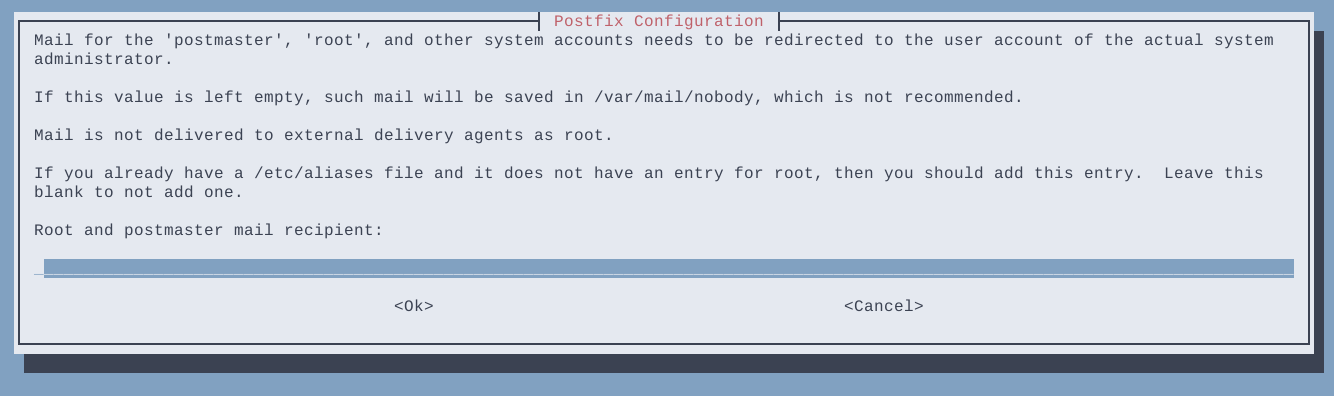 Postfix Configuration
Mail for the 'postmaster', 'root', and other system accounts needs to be redirected to the user account of the actual system
administrator.
If this value is left empty, such mail will be saved in /var/mail/nobody, which is not recommended.
Mail is not delivered to external delivery agents as root.
If you already have a /etc/aliases file and it does not have an entry for root, then you should add this entry.  Leave this
blank to not add one.
Root and postmaster mail recipient:
<Ok> <Cancel>